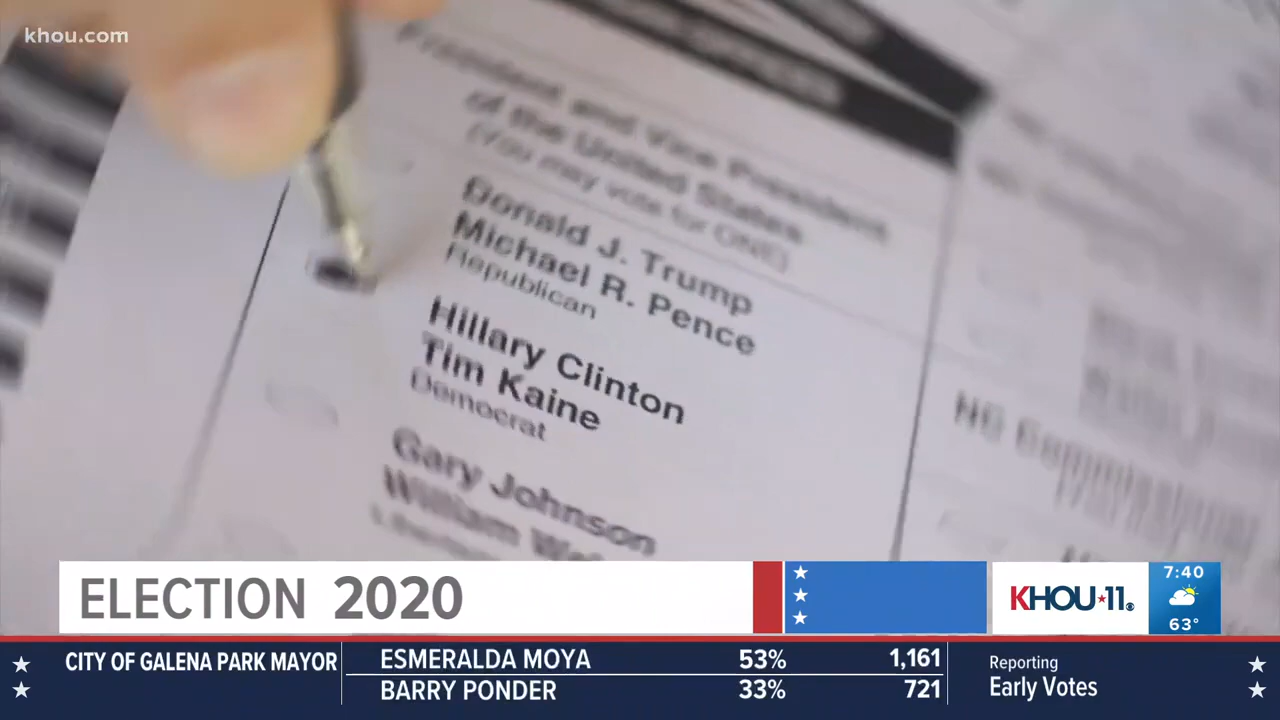 khou.com
President and Vice President
of the United States
(You may vote for ONE)
Donald J. Trump
Michael R. Pence
Republican
Hillary Clinton
Tim Kaine
Democrat
Gary Johnson
William
ELECTION 2020
KHOU★11
7:40
63°
CITY OF GALENA PARK MAYOR
ESMERALDA MOYA 53% 1,161
BARRY PONDER 33% 721
Reporting
Early Votes